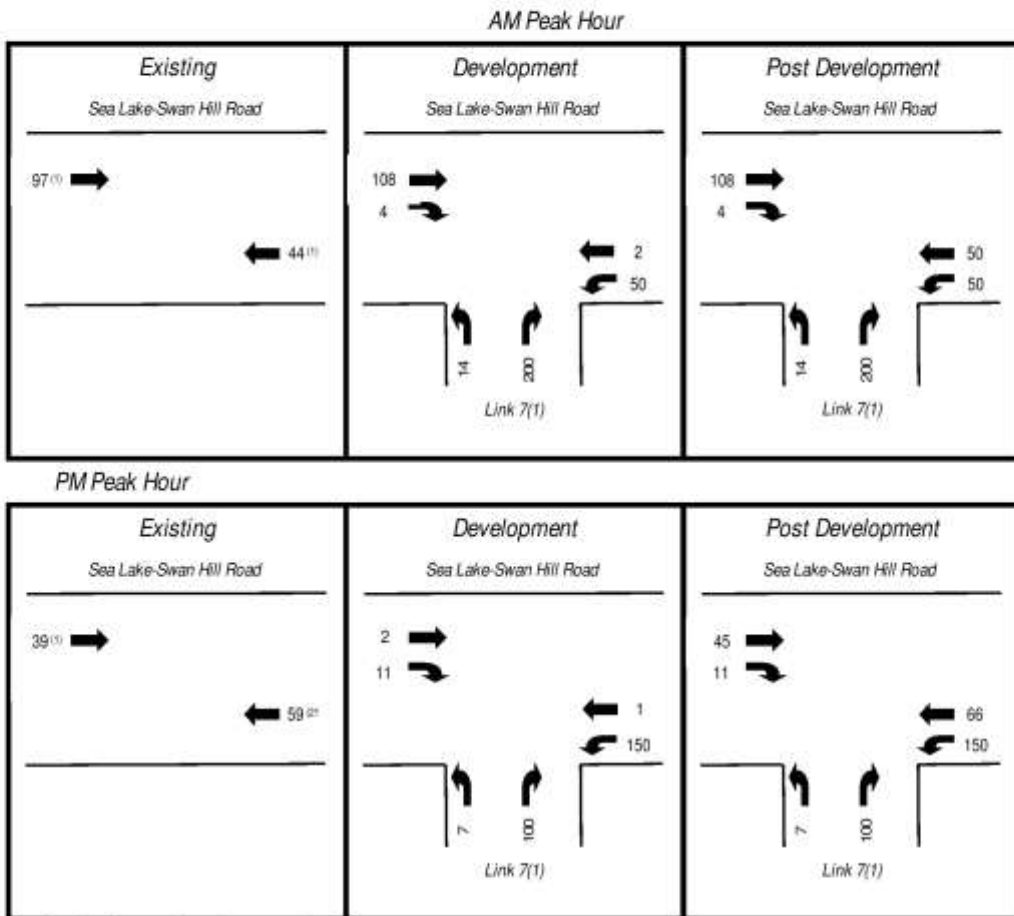 AM Peak Hour
Existing
Sea Lake-Swan Hill Road
97 (1)
44 (1)
Development
Sea Lake-Swan Hill Road
108
4
2
50
14
200
Link 7(1)
Post Development
Sea Lake-Swan Hill Road
108
4
50
50
14
200
Link 7(1)
PM Peak Hour
Existing
Sea Lake-Swan Hill Road
39 (1)
59
Development
Sea Lake-Swan Hill Road
2
11
1
150
7
100
Link 7(1)
Post Development
Sea Lake-Swan Hill Road
45
11
66
150
7
100
Link 7(1)